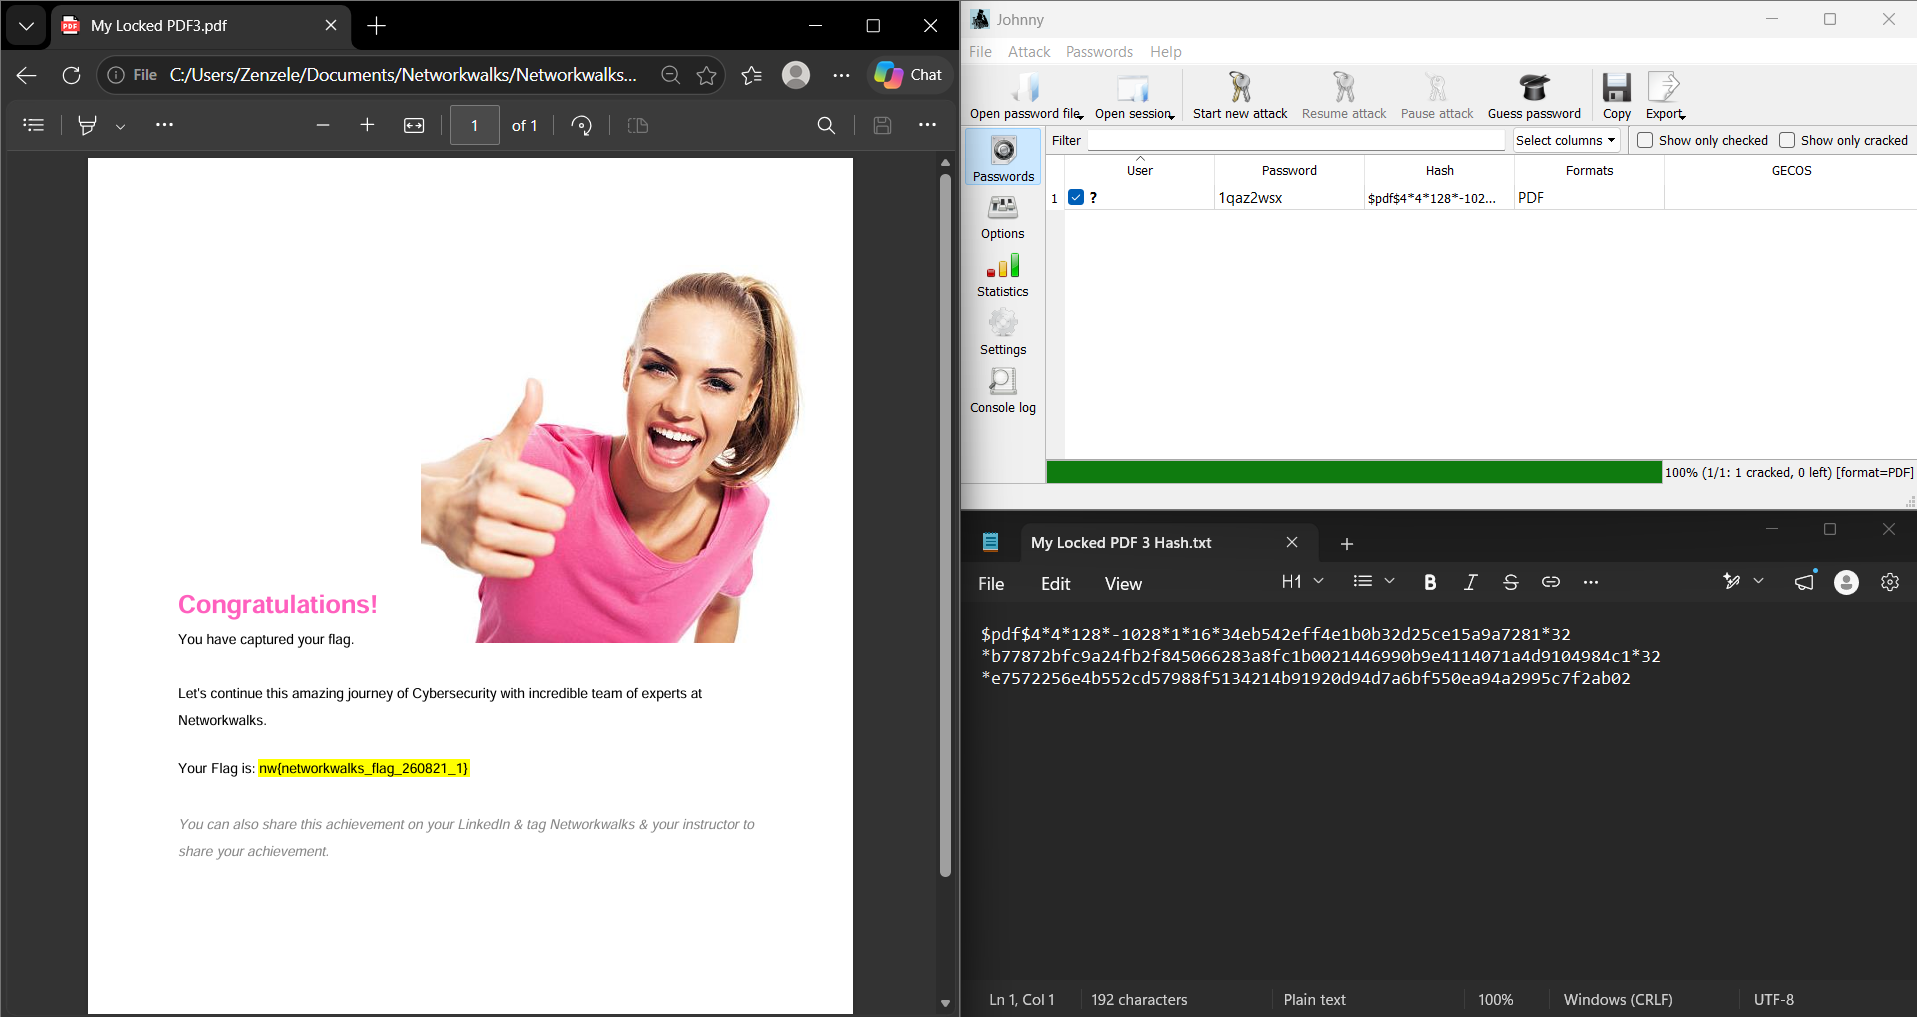 My Locked PDF3.pdf
File C:/Users/Zenzele/Documents/Networkwalks/Networkwalks...
Chat
1 of 1
Congratulations!
You have captured your flag.
Let's continue this amazing journey of Cybersecurity with incredible team of experts at
Networkwalks.
Your Flag is: nw{networkwalks_flag_260821_1}
You can also share this achievement on your LinkedIn & tag Networkwalks & your instructor to
share your achievement.
Johnny
File Attack Passwords Help
Open password file Open session Start new attack Resume attack Pause attack Guess password Copy Export
Passwords
Options
Statistics
Settings
Console log
Filter Select columns Show only checked Show only cracked
User Password Hash Formats GECOS
1 ? 1qaz2wsx $pdf$4*4*128*-102... PDF
100% (1/1: 1 cracked, 0 left) [format=PDF]
My Locked PDF 3 Hash.txt
File Edit View H1 B I S
$pdf$4*4*128*-1028*1*16*34eb542eff4e1b0b32d25ce15a9a7281*32
*b77872bfc9a24fb2f845066283a8fc1b0021446990b9e4114071a4d9104984c1*32
*e7572256e4b552cd57988f5134214b91920d94d7a6bf550ea94a2995c7f2ab02
Ln 1, Col 1 192 characters Plain text 100% Windows (CRLF) UTF-8